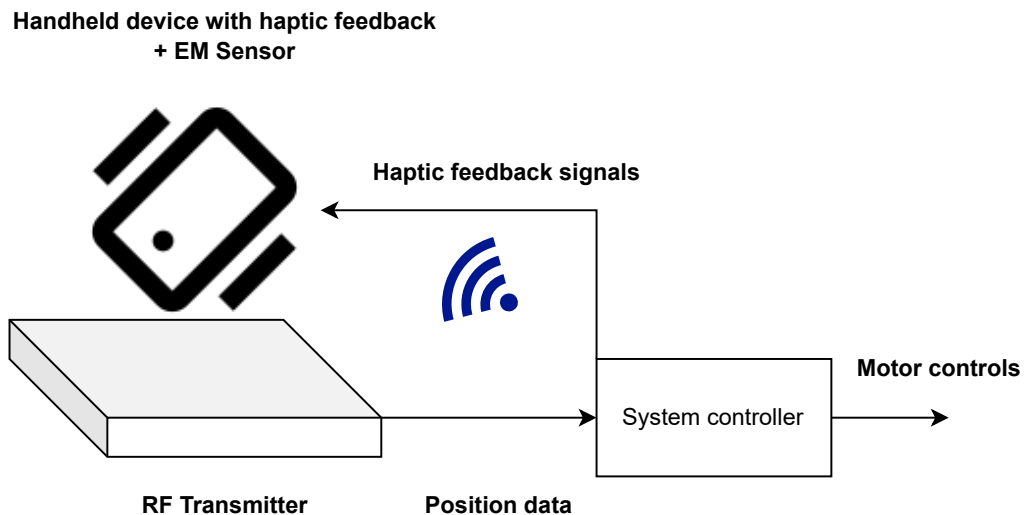 Handheld device with haptic feedback
+ EM Sensor
Haptic feedback signals
Motor controls
System controller
RF Transmitter
Position data